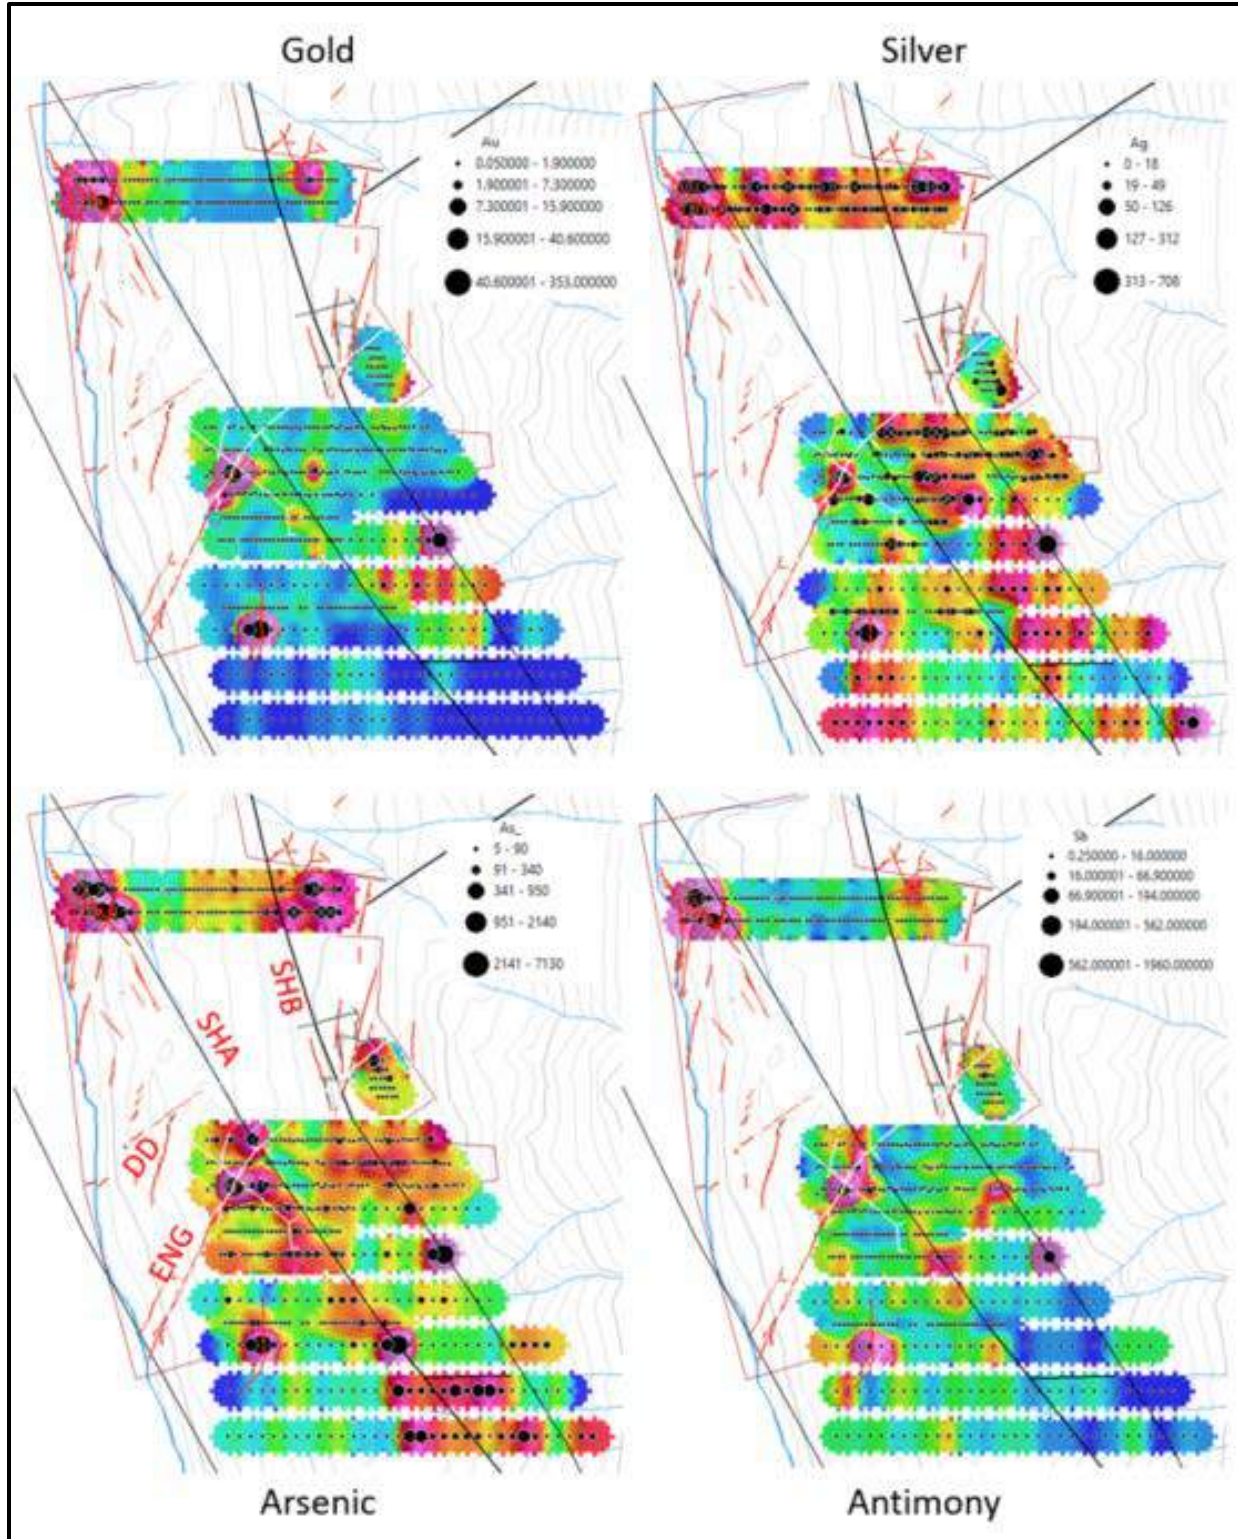 Gold
Silver
Au
0.050000 - 1.900000
1.900001 - 7.300000
7.300001 - 15.900000
15.900001 - 40.600000
40.600001 - 353.000000
Ag
0 - 18
19 - 49
50 - 126
127 - 312
313 - 708
As_
5 - 90
91 - 340
341 - 950
951 - 2140
2141 - 7130
Sb
0.250000 - 16.000000
16.000001 - 66.900000
66.900001 - 194.000000
194.000001 - 562.000000
562.000001 - 1960.000000
SHB
SHA
DD
ENG
Arsenic
Antimony